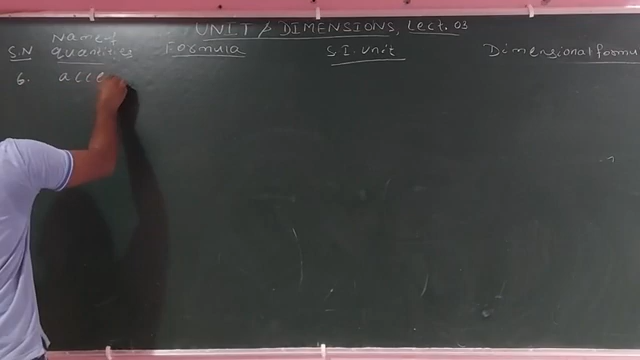 UNIT & DIMENSIONS, Lect. 03
S.N Name of quantities Formula S.I. Unit Dimensional formu
6. acce